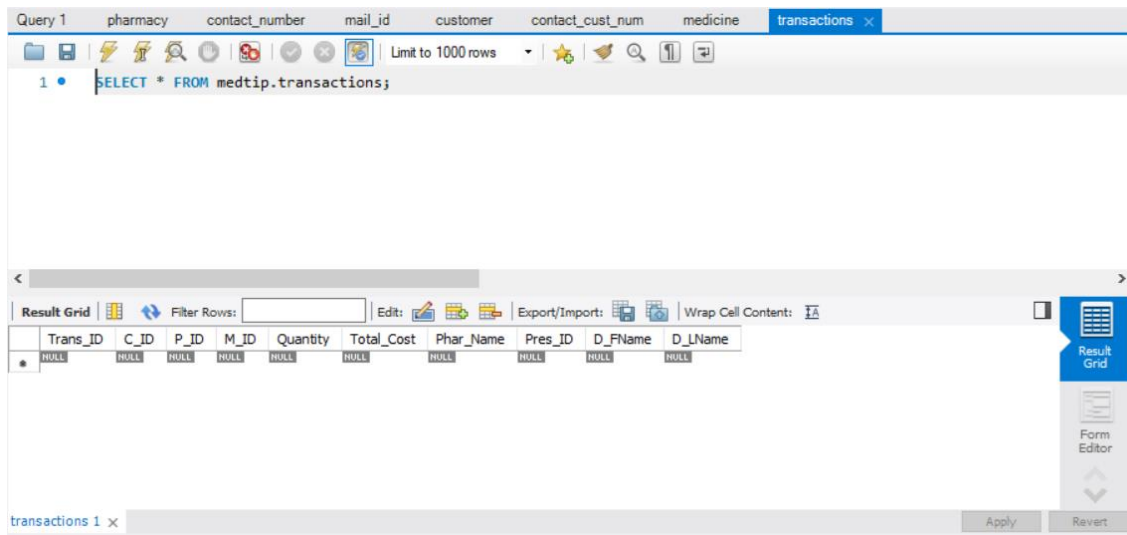 Query 1 pharmacy contact_number mail_id customer contact_cust_num medicine transactions
Limit to 1000 rows
1 SELECT * FROM medtip.transactions;
Result Grid Filter Rows: Edit: Export/Import: Wrap Cell Content:
Trans_ID C_ID P_ID M_ID Quantity Total_Cost Phar_Name Pres_ID D_FName D_LName
NULL NULL NULL NULL NULL NULL NULL NULL NULL NULL
Result
Grid
Form
Editor
transactions 1 Apply Revert